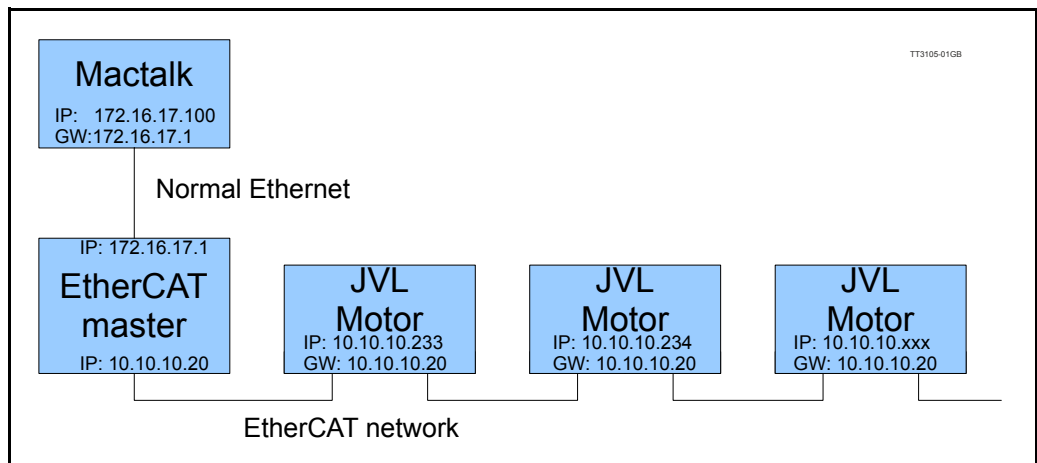 TT3105-01GB
Mactalk
IP: 172.16.17.100
GW:172.16.17.1
Normal Ethernet
IP: 172.16.17.1
EtherCAT
master
IP: 10.10.10.20
JVL
Motor
IP: 10.10.10.233
GW: 10.10.10.20
JVL
Motor
IP: 10.10.10.234
GW: 10.10.10.20
JVL
Motor
IP: 10.10.10.xxx
GW: 10.10.10.20
EtherCAT network